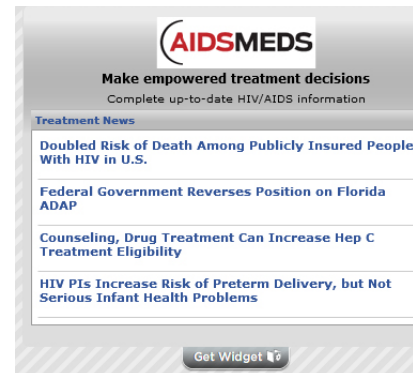 AIDSMEDS
Make empowered treatment decisions
Complete up-to-date HIV/AIDS information
Treatment News
Doubled Risk of Death Among Publicly Insured People
With HIV in U.S.
Federal Government Reverses Position on Florida
ADAP
Counseling, Drug Treatment Can Increase Hep C
Treatment Eligibility
HIV PIs Increase Risk of Preterm Delivery, but Not
Serious Infant Health Problems
Get Widget